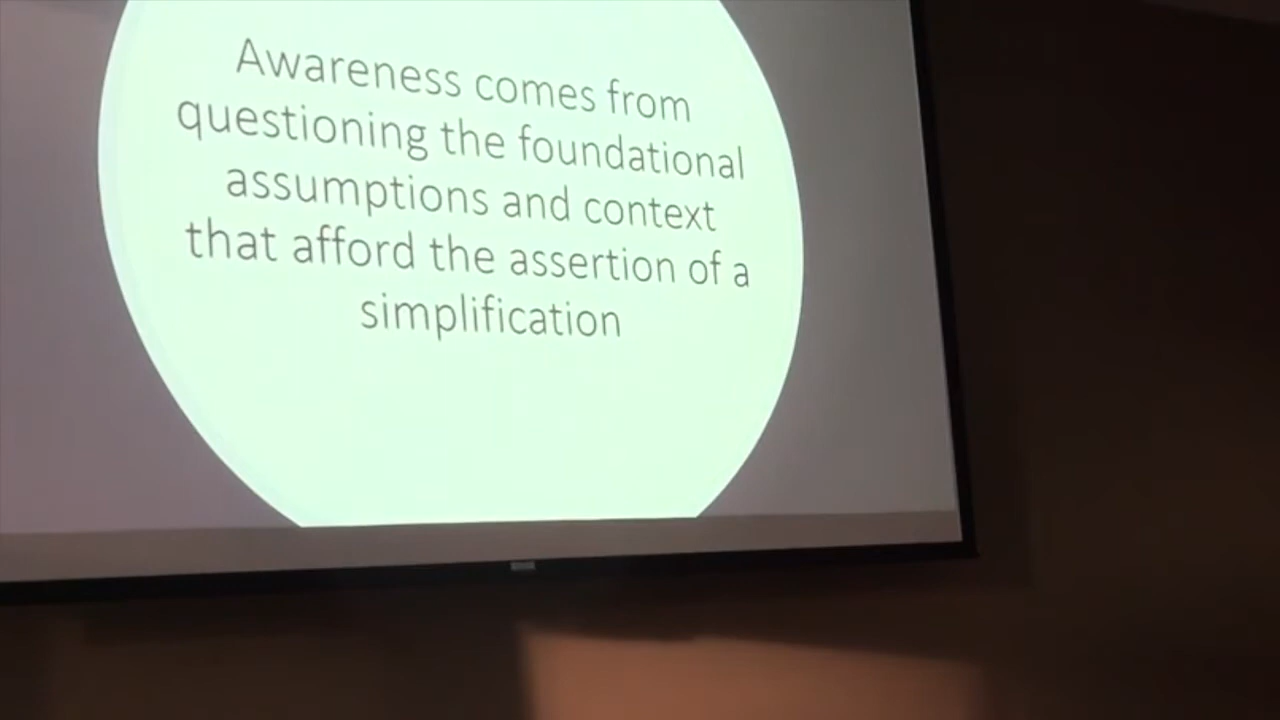 Awareness comes from
questioning the foundational
assumptions and context
that afford the assertion of a
simplification